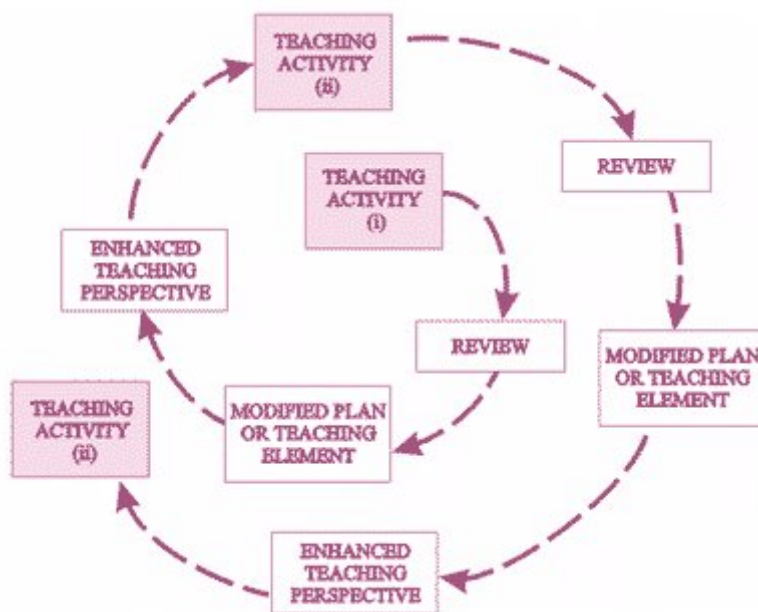 TEACHING
ACTIVITY
(ii)
REVIEW
TEACHING
ACTIVITY
(i)
ENHANCED
TEACHING
PERSPECTIVE
REVIEW
MODIFIED PLAN
OR TEACHING
ELEMENT
TEACHING
ACTIVITY
(ii)
MODIFIED PLAN
OR TEACHING
ELEMENT
ENHANCED
TEACHING
PERSPECTIVE